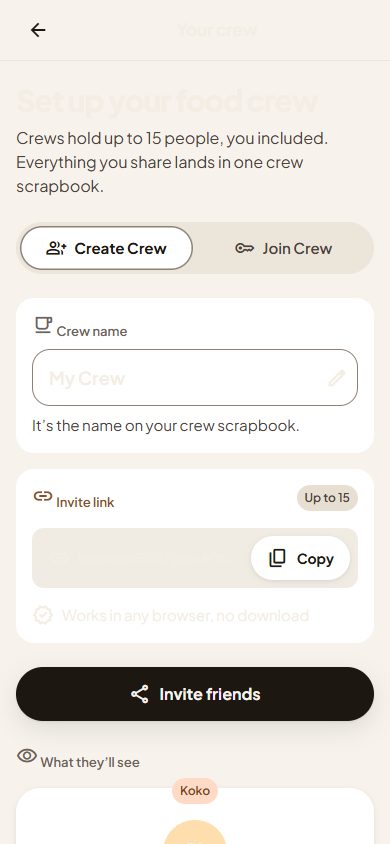 Your crew
Set up your food crew
Crews hold up to 15 people, you included.
Everything you share lands in one crew
scrapbook.
Create Crew
Join Crew
Crew name
My Crew
It's the name on your crew scrapbook.
Invite link
Up to 15
Copy
Works in any browser, no download
Invite friends
What they'll see
Koko